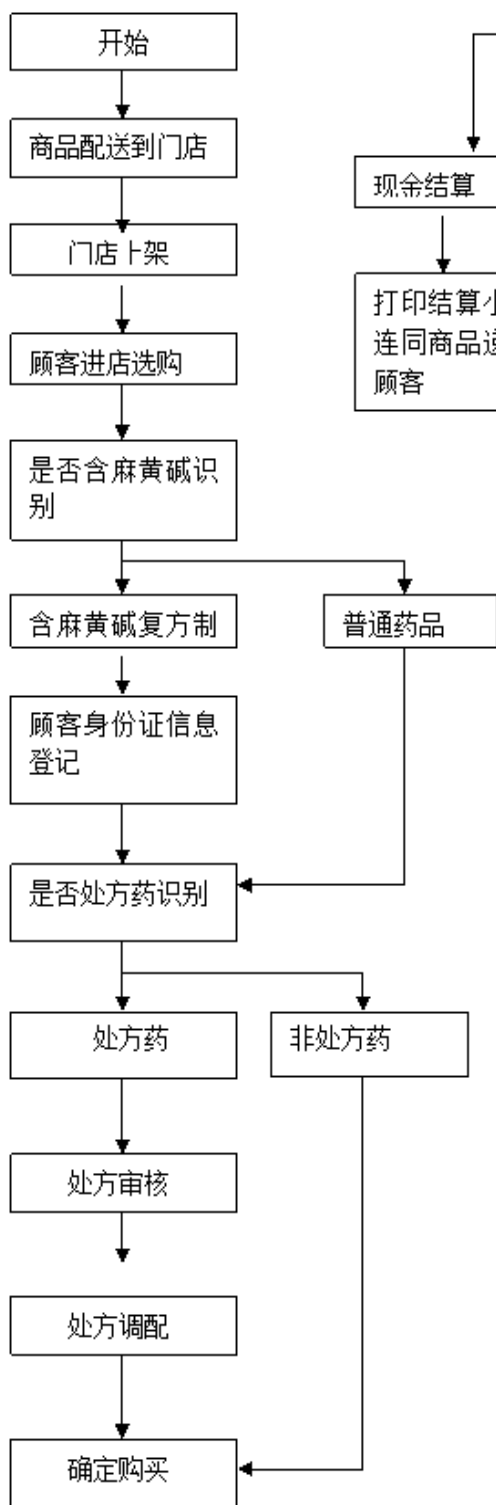 开始
商品配送到门店
门店上架
顾客进店选购
是否含麻黄碱识
别
含麻黄碱复方制
普通药品
顾客身份证信息
登记
是否处方药识别
处方药
非处方药
处方审核
处方调配
确定购买
现金结算
打印结算小
连同商品递
顾客